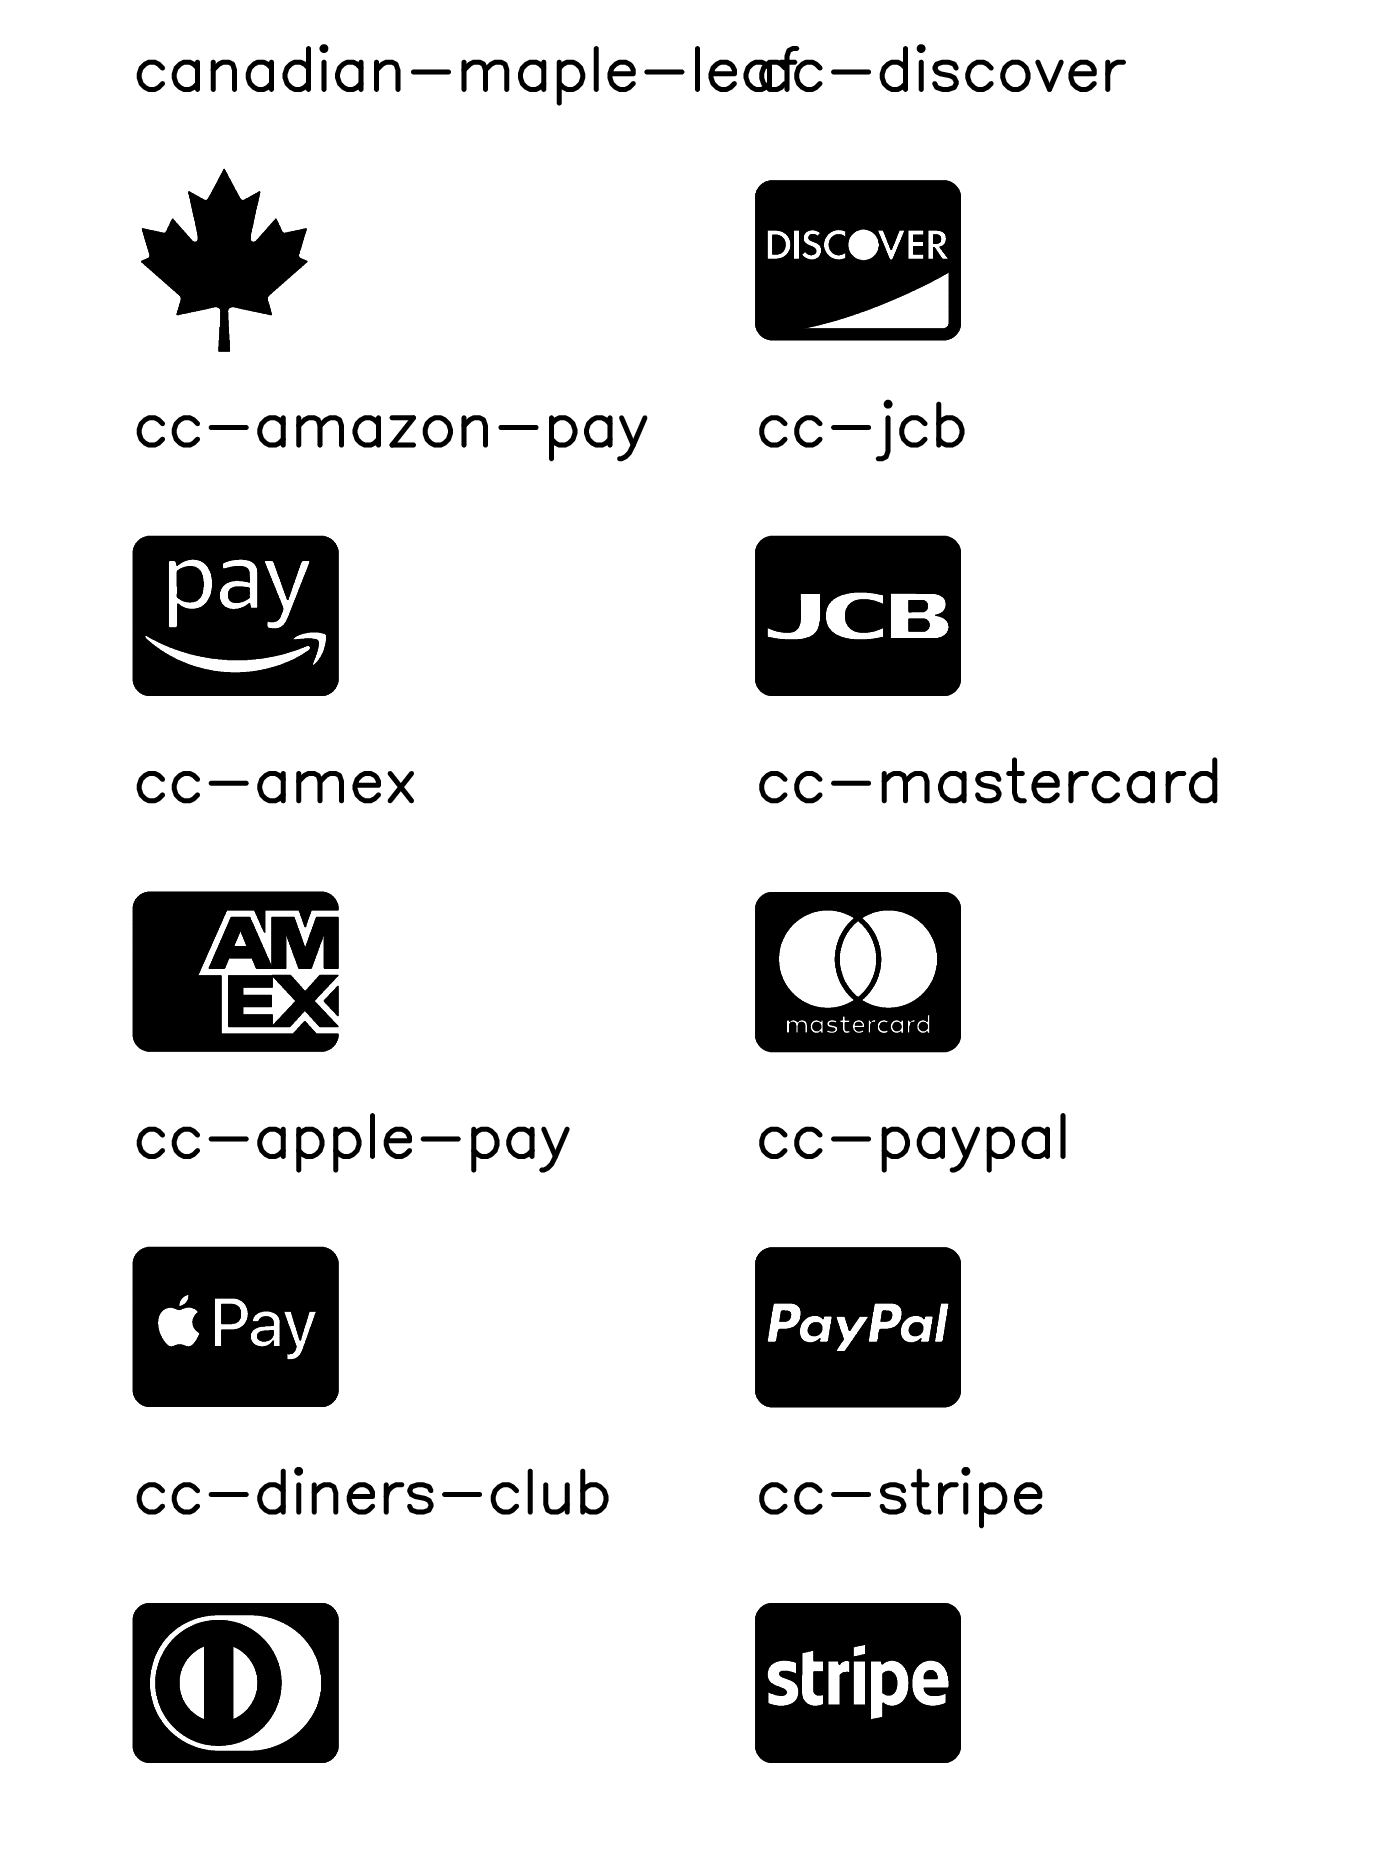 canadian-maple-leaf
cc-discover
DISCOVER
cc-amazon-pay
cc-jcb
pay
JCB
cc-amex
cc-mastercard
AM
EX
mastercard
cc-apple-pay
cc-paypal
Pay
PayPal
cc-diners-club
cc-stripe
stripe